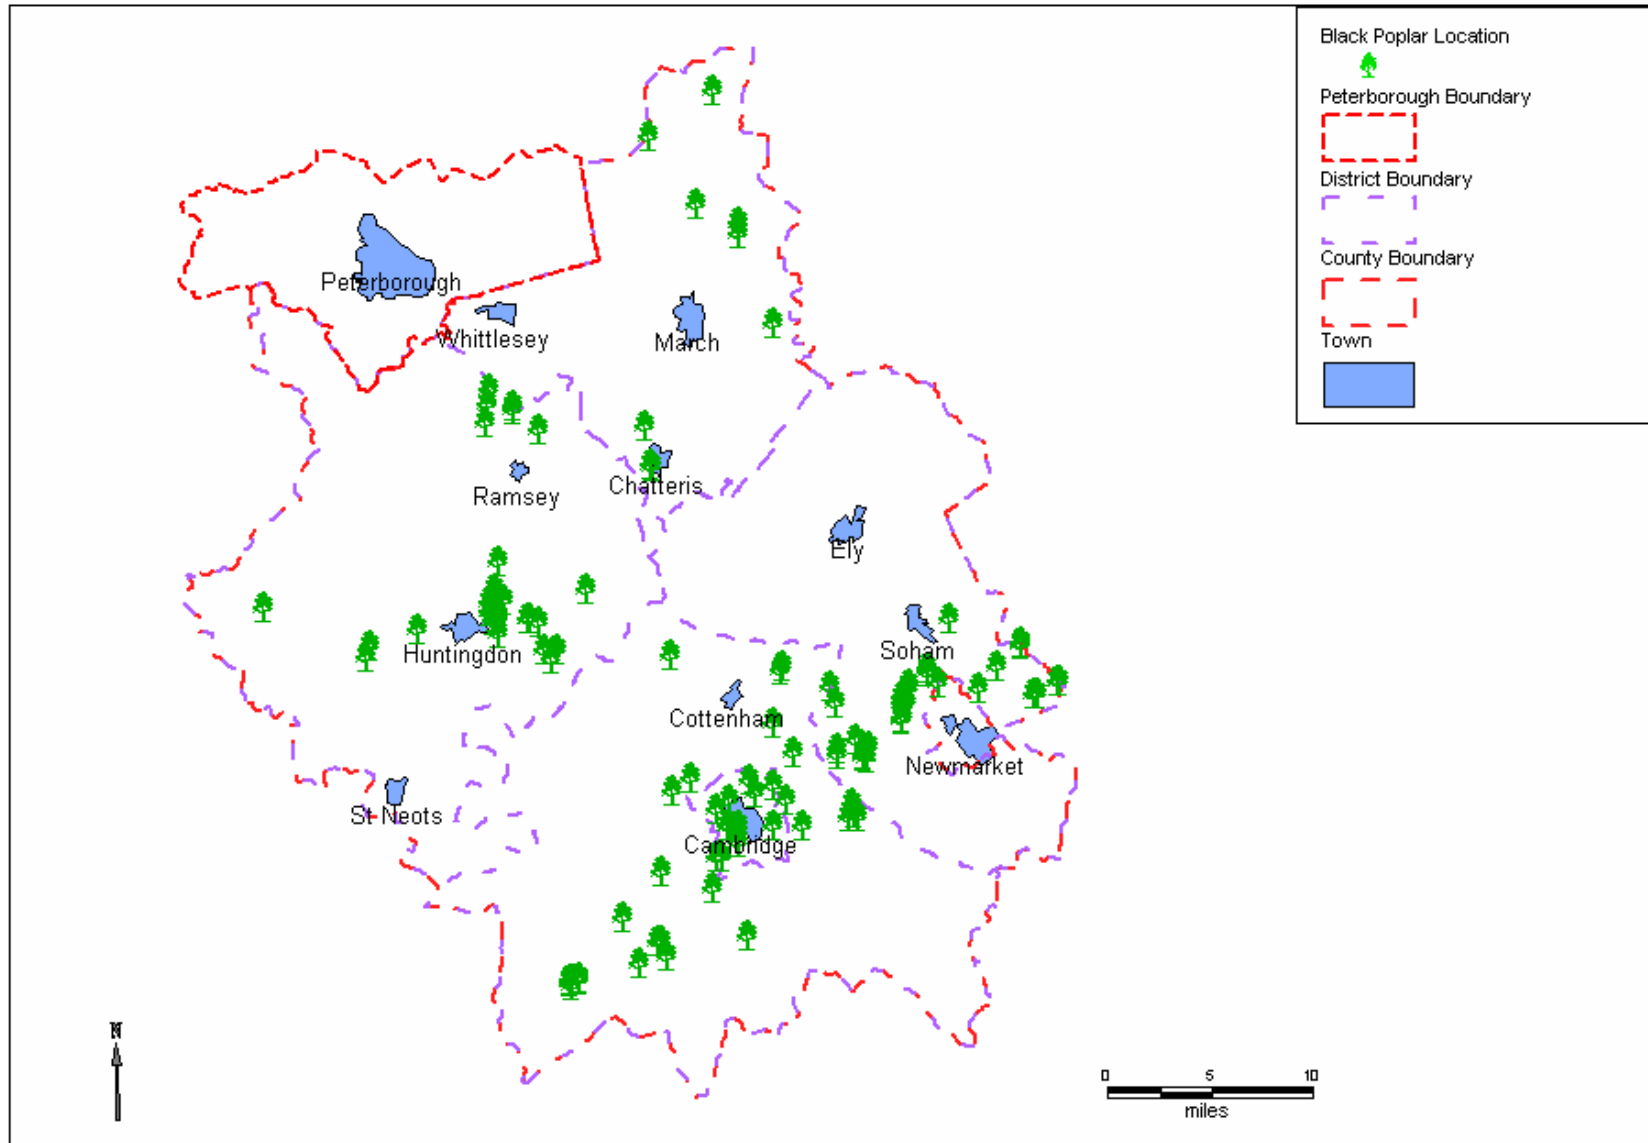 Black Poplar Location
Peterborough Boundary
District Boundary
County Boundary
Town
Peterborough
Whittlesey
March
Ramsey
Chatteris
Ely
Huntingdon
Soham
Cottenham
Newmarket
St Neots
Cambridge
N
0 5 10
miles